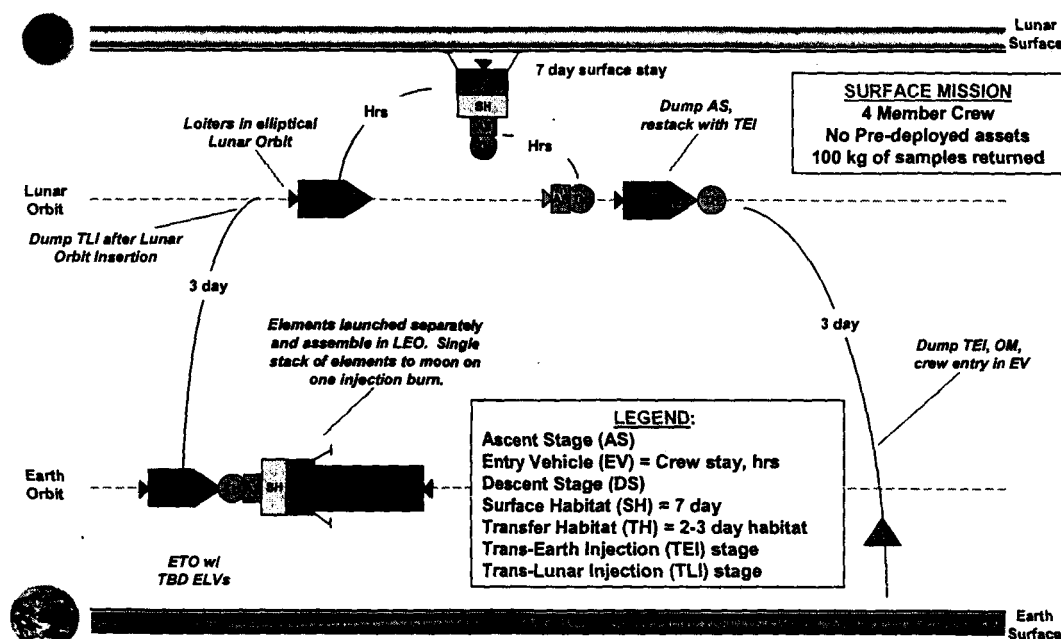 Lunar
Surface
7 day surface stay
SH
Hrs
Loiters in elliptical
Lunar Orbit
Hrs
Dump AS,
restack with TEI
SURFACE MISSION
4 Member Crew
No Pre-deployed assets
100 kg of samples returned
Lunar
Orbit
Dump TLI after Lunar
Orbit Insertion
3 day
Elements launched separately
and assemble in LEO. Single
stack of elements to moon on
one injection burn.
3 day
Dump TEI, OM,
crew entry in EV
LEGEND:
Ascent Stage (AS)
Entry Vehicle (EV) = Crew stay, hrs
Descent Stage (DS)
Surface Habitat (SH) = 7 day
Transfer Habitat (TH) = 2-3 day habitat
Trans-Earth Injection (TEI) stage
Trans-Lunar Injection (TLI) stage
Earth
Orbit
SH
ETO w/
TBD ELVs
Earth
Surface